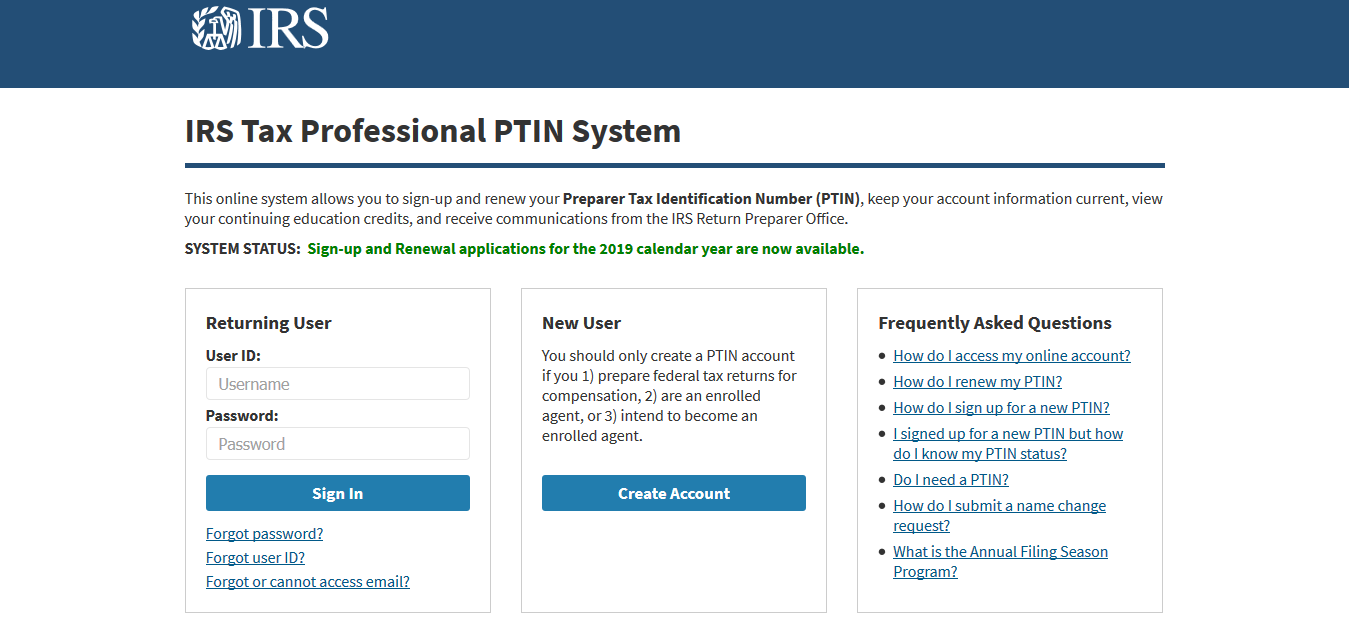 IRS
IRS Tax Professional PTIN System
This online system allows you to sign-up and renew your Preparer Tax Identification Number (PTIN), keep your account information current, view
your continuing education credits, and receive communications from the IRS Return Preparer Office.
SYSTEM STATUS: Sign-up and Renewal applications for the 2019 calendar year are now available.
Returning User
User ID:
Username
Password:
Password
Sign In
Forgot password?
Forgot user ID?
Forgot or cannot access email?
New User
You should only create a PTIN account
if you 1) prepare federal tax returns for
compensation, 2) are an enrolled
agent, or 3) intend to become an
enrolled agent.
Create Account
Frequently Asked Questions
• How do I access my online account?
• How do I renew my PTIN?
• How do I sign up for a new PTIN?
• I signed up for a new PTIN but how
do I know my PTIN status?
• Do I need a PTIN?
• How do I submit a name change
request?
• What is the Annual Filing Season
Program?